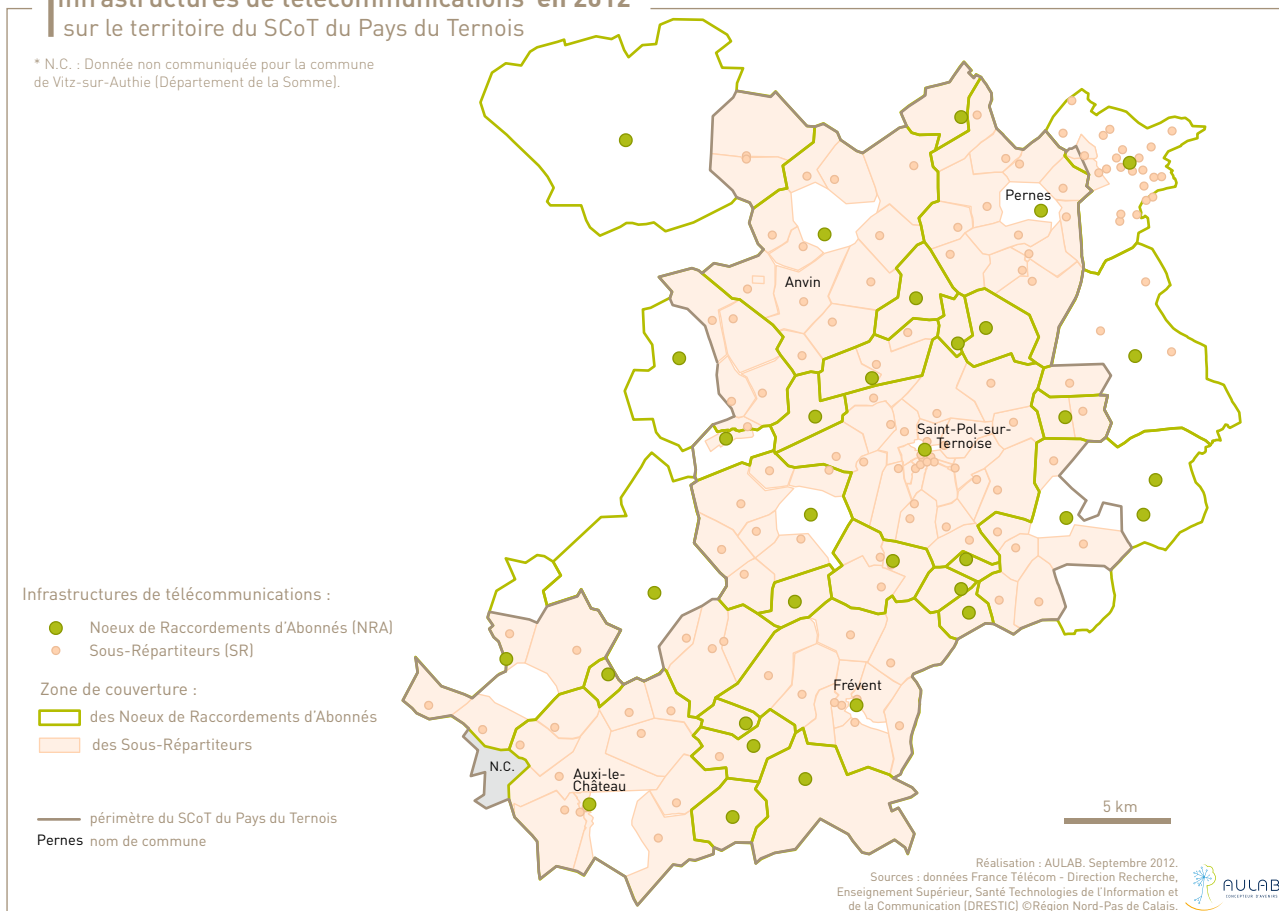 Infrastructures de télécommunications en 2012
sur le territoire du SCoT du Pays du Ternois
* N.C. : Donnée non communiquée pour la commune
de Vitz-sur-Authie (Département de la Somme).
Pernes
Anvin
Saint-Pol-sur-
Ternoise
Frévent
N.C.
Auxi-le-
Château
Infrastructures de télécommunications :
Noeux de Raccordements d'Abonnés (NRA)
Sous-Répartiteurs (SR)
Zone de couverture :
des Noeux de Raccordements d'Abonnés
des Sous-Répartiteurs
périmètre du SCoT du Pays du Ternois
Pernes nom de commune
5 km
Réalisation : AULAB. Septembre 2012.
Sources : données France Télécom - Direction Recherche,
Enseignement Supérieur, Santé Technologies de l'Information et
de la Communication (DRESTIC) ©Région Nord-Pas de Calais.
AULAB
CONCEPTEUR D'AVENIRS